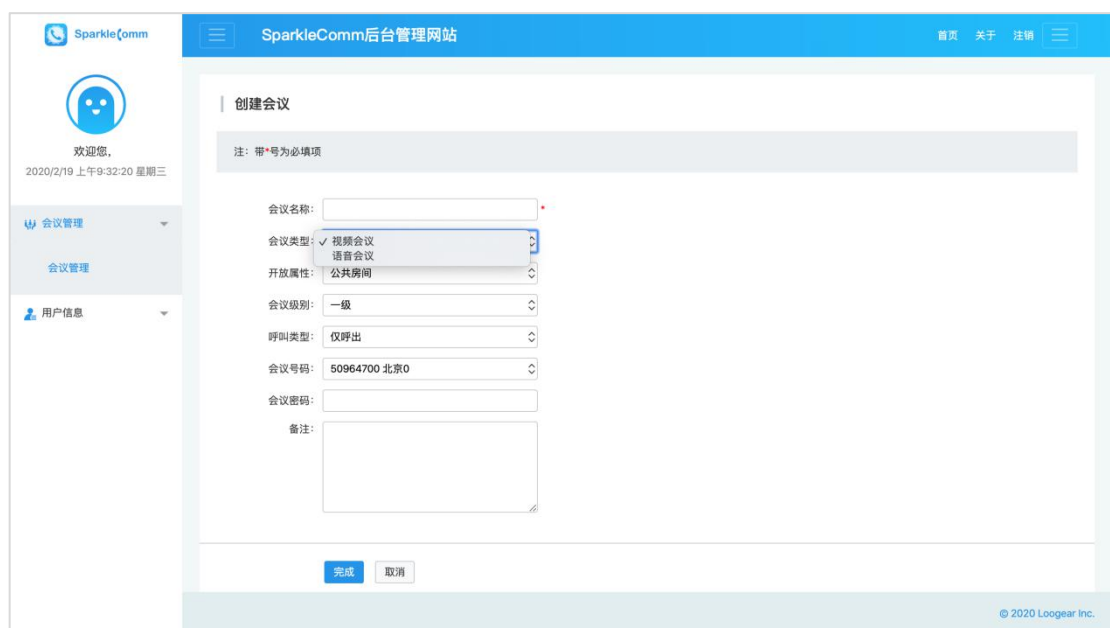 SparkleComm
SparkleComm后台管理网站
首页 关于 注销
欢迎您,
2020/2/19 上午9:32:20 星期三
会议管理
会议管理
用户信息
创建会议
注: 带*号为必填项
会议名称: *
会议类型: ✓ 视频会议
语音会议
开放属性: 公共房间
会议级别: 一级
呼叫类型: 仅呼出
会议号码: 50964700 北京0
会议密码:
备注:
完成 取消
© 2020 Loogear Inc.